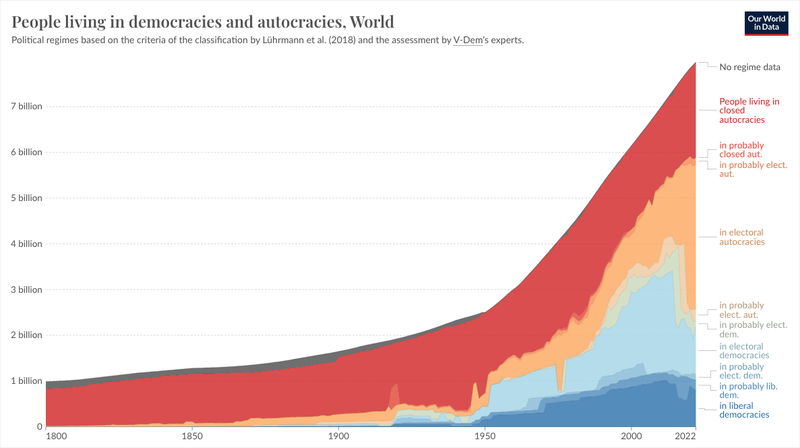 People living in democracies and autocracies, World
Our World
in Data
Political regimes based on the criteria of the classification by Lührmann et al. (2018) and the assessment by V-Dem's experts.
No regime data
7 billion
People living in
closed
autocracies
6 billion
in probably
closed aut.
in probably elect.
aut.
5 billion
4 billion
in electoral
autocracies
3 billion
in probably
elect. aut.
2 billion
in probably elect.
dem.
in electoral
democracies
1 billion
in probably
elect. dem.
in probably lib.
dem.
in liberal
democracies
0
1800
1850
1900
1950
2000
2022